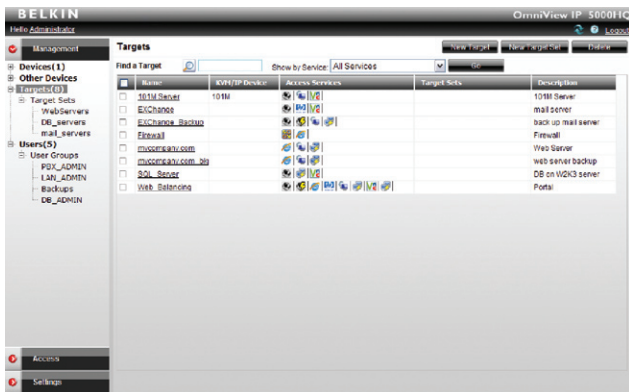 BELKIN
OmniView IP 5000HQ
Hello Administrator
Logout
Management
Targets
New Target
New Target Set
Delete
Devices(1)
Other Devices
Targets(8)
Target Sets
WebServers
DB_servers
mail_servers
Users(5)
User Groups
PBX_ADMIN
LAN_ADMIN
Backups
DB_ADMIN
Find a Target
Show by Service: All Services
Go
Name KVM/IP Device Access Services Target Sets Description
101M Server 101M 101M Server
EXChange mail server
EXChange_Backup back up mail server
Firewall Firewall
mycompany.com Web Server
mycompany.com_blg web server backup
SQL_Server DB on W2K3 server
Web_Balancing Portal
Access
Settings